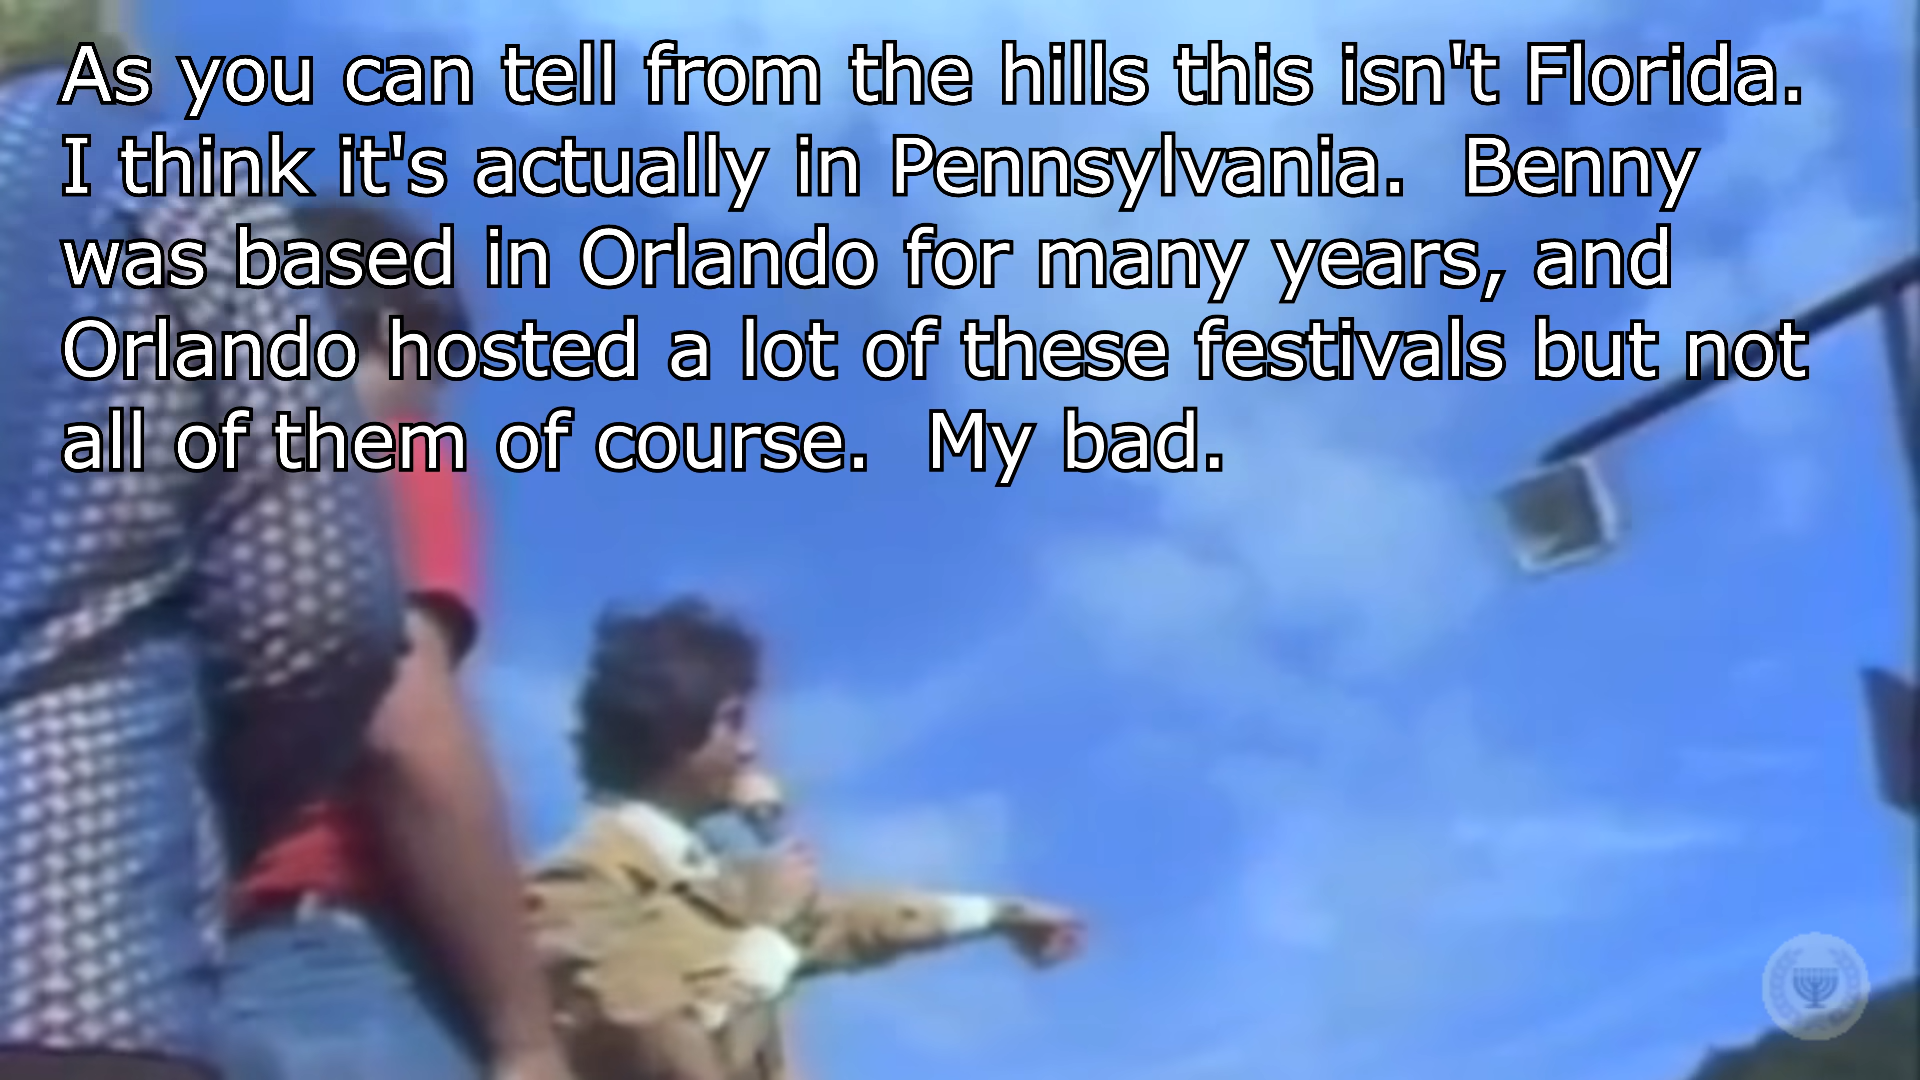 As you can tell from the hills this isn't Florida.
I think it's actually in Pennsylvania.  Benny
was based in Orlando for many years, and
Orlando hosted a lot of these festivals but not
all of them of course.  My bad.